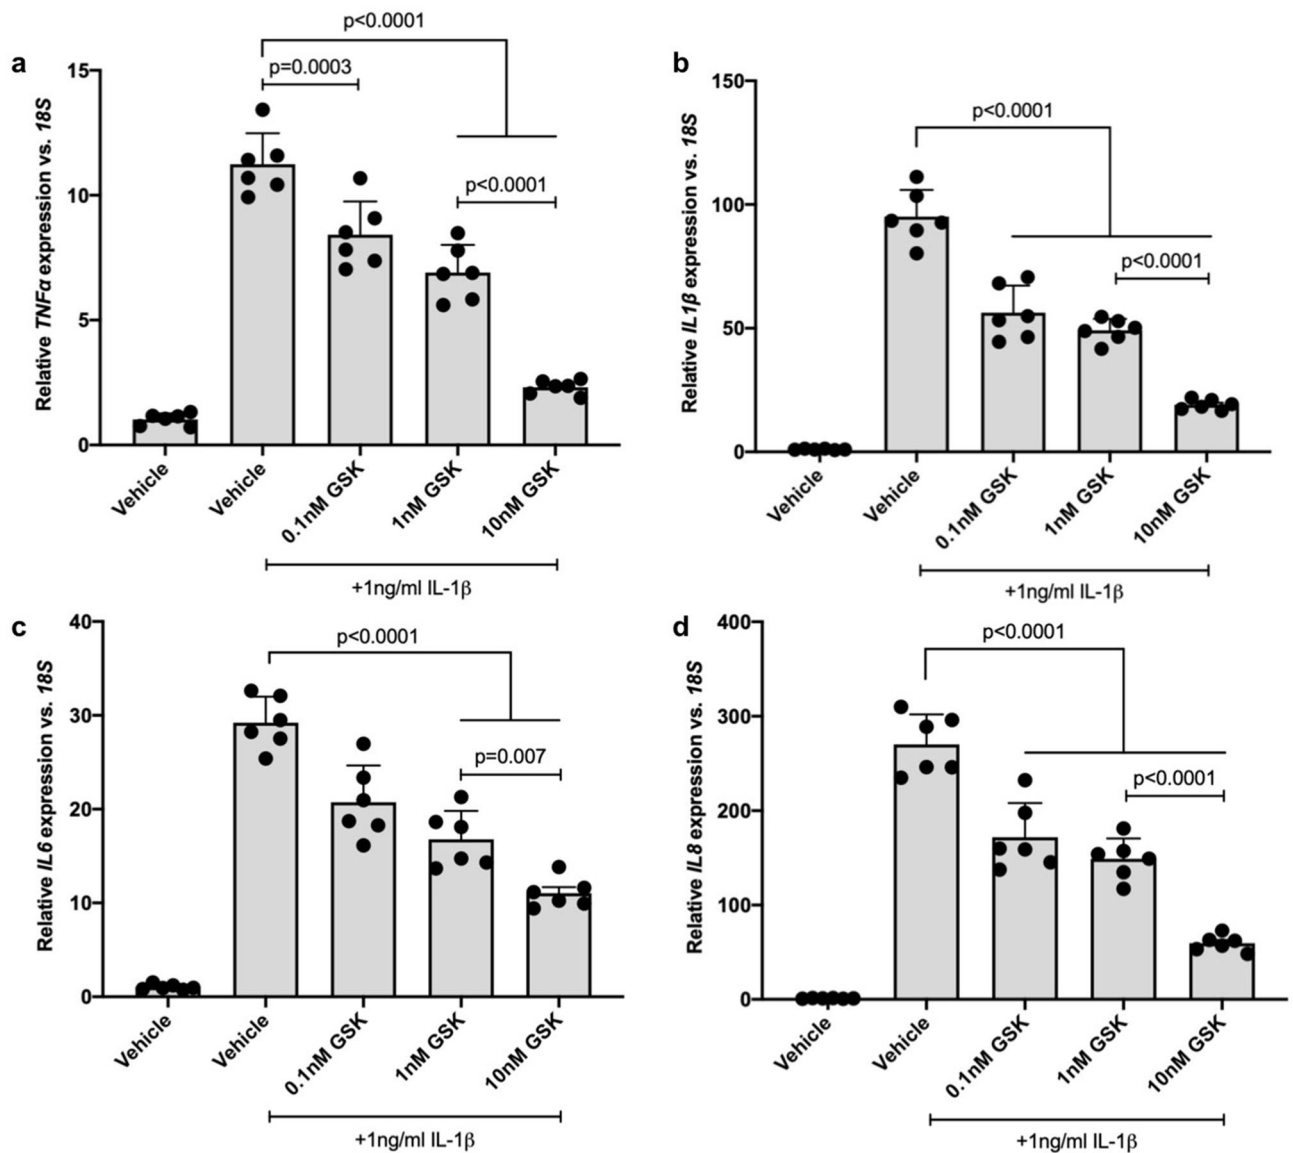 a
p<0.0001
p=0.0003
p<0.0001
15
10
5
0
Relative TNFα expression vs. 18S
Vehicle
Vehicle
0.1nM GSK
1nM GSK
10nM GSK
+1ng/ml IL-1β
b
p<0.0001
p<0.0001
150
100
50
0
Relative IL1β expression vs. 18S
Vehicle
Vehicle
0.1nM GSK
1nM GSK
10nM GSK
+1ng/ml IL-1β
c
p<0.0001
p=0.007
40
30
20
10
0
Relative IL6 expression vs. 18S
Vehicle
Vehicle
0.1nM GSK
1nM GSK
10nM GSK
+1ng/ml IL-1β
d
p<0.0001
p<0.0001
400
300
200
100
0
Relative IL8 expression vs. 18S
Vehicle
Vehicle
0.1nM GSK
1nM GSK
10nM GSK
+1ng/ml IL-1β